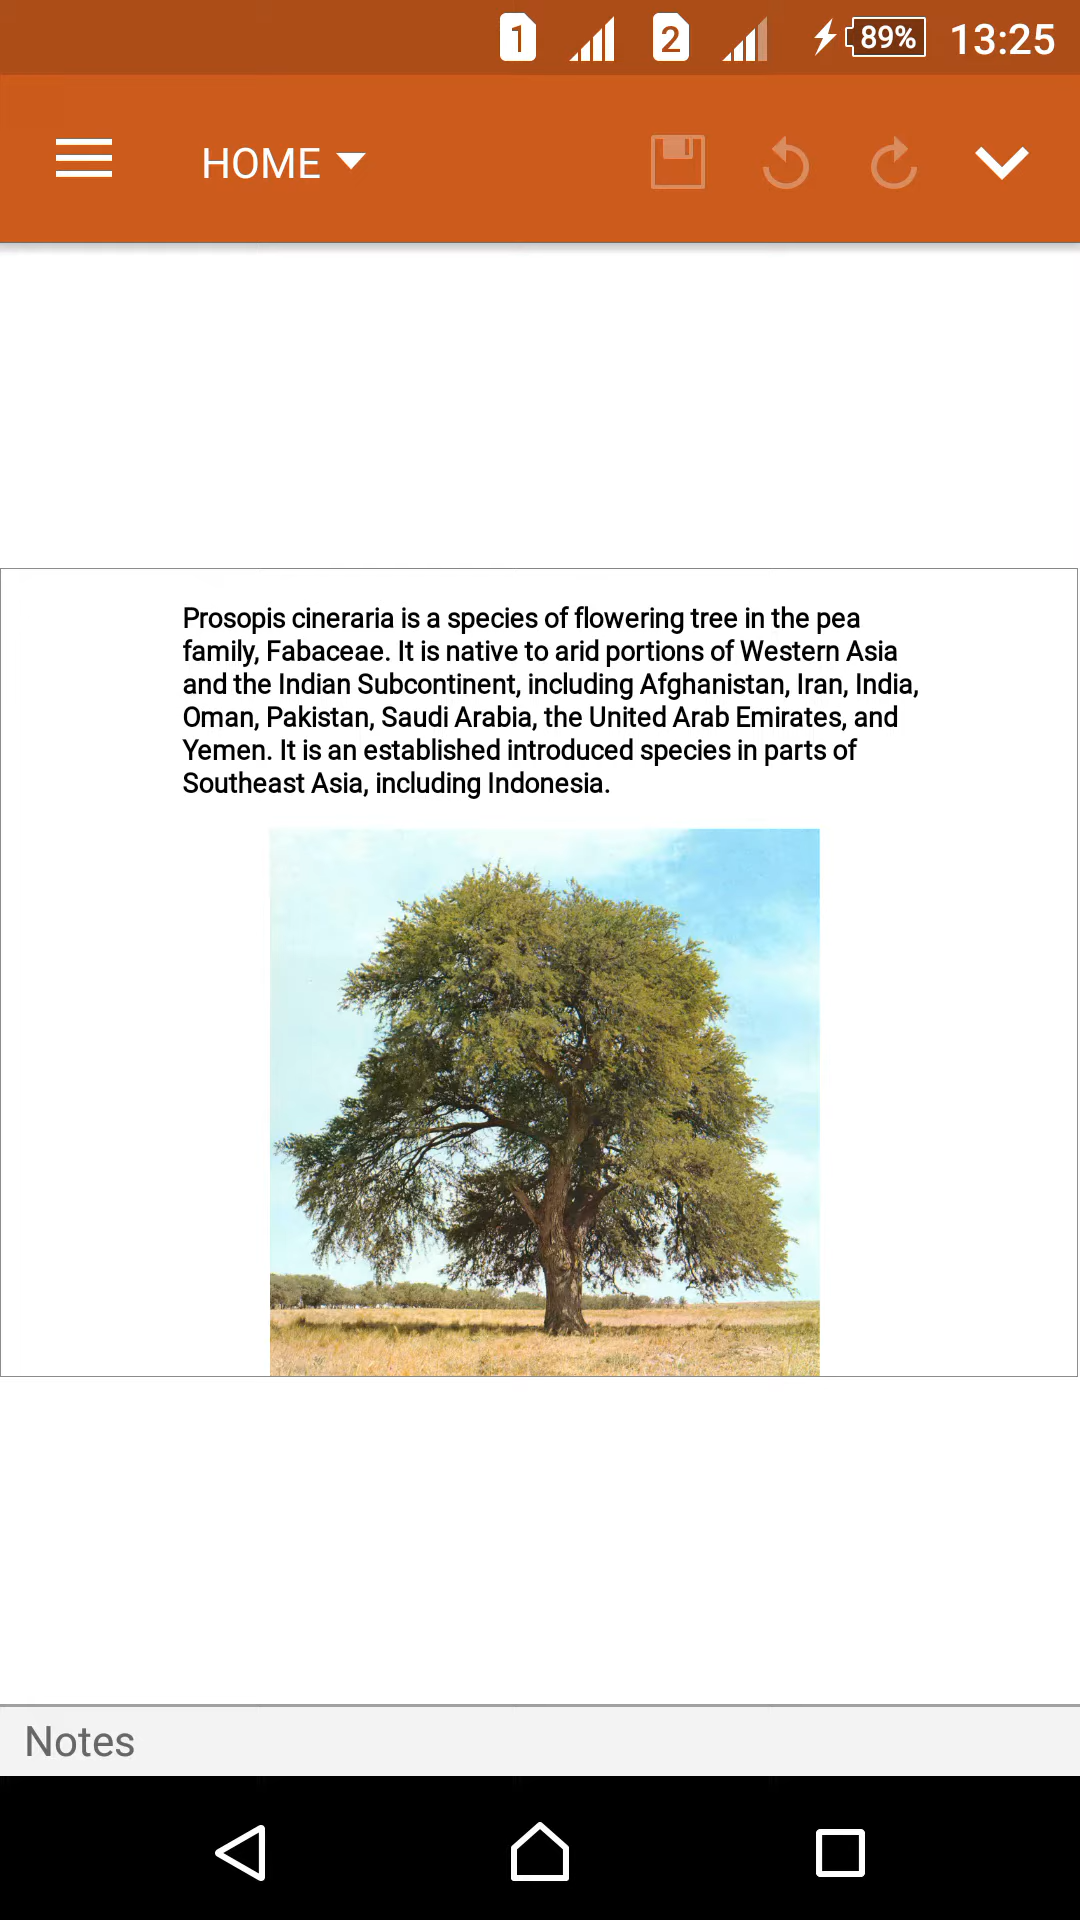 1 2 89% 13:25
HOME
Prosopis cineraria is a species of flowering tree in the pea
family, Fabaceae. It is native to arid portions of Western Asia
and the Indian Subcontinent, including Afghanistan, Iran, India,
Oman, Pakistan, Saudi Arabia, the United Arab Emirates, and
Yemen. It is an established introduced species in parts of
Southeast Asia, including Indonesia.
Notes